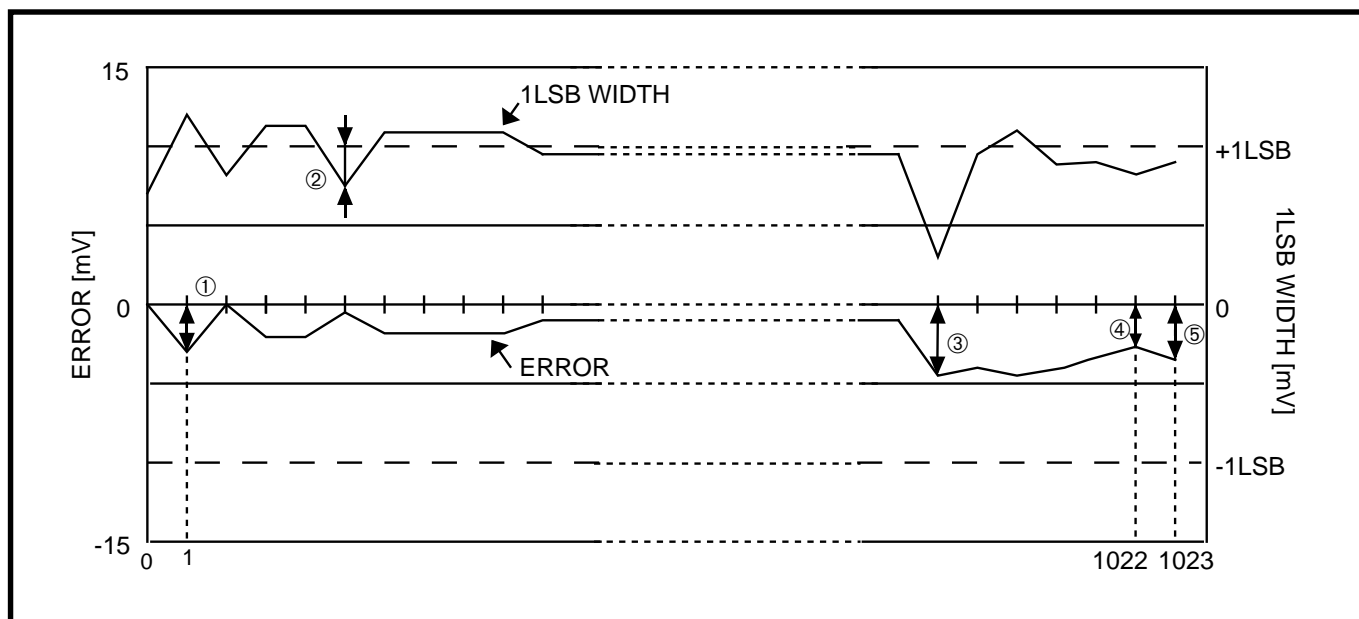 15
1LSB WIDTH
+1LSB
②
ERROR [mV]
1LSB WIDTH [mV]
①
0
0
③
④
⑤
ERROR
-1LSB
-15
0
1
1022
1023